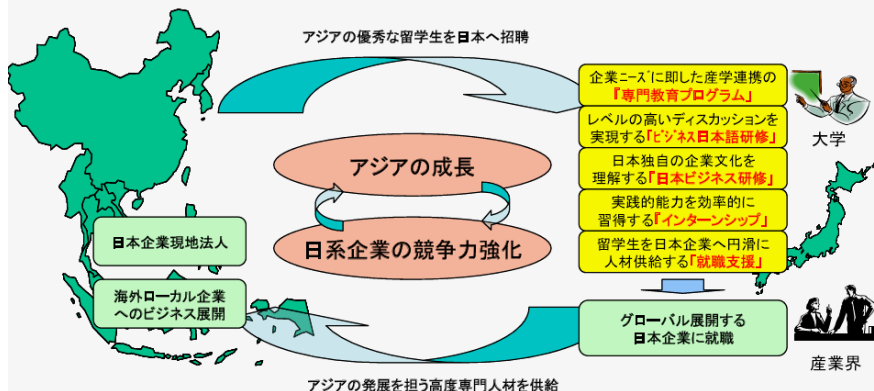 アジアの優秀な留学生を日本へ招聘
企業ニーズに即した産学連携の
『専門教育プログラム』
レベルの高いディスカッションを
実現する「ビジネス日本語研修」
日本独自の企業文化を
理解する「日本ビジネス研修」
実践的能力を効率的に
習得する『インターンシップ』
留学生を日本企業へ円滑に
人材供給する「就職支援」
大学
アジアの成長
日系企業の競争力強化
日本企業現地法人
海外ローカル企業
へのビジネス展開
グローバル展開する
日本企業に就職
産業界
アジアの発展を担う高度専門人材を供給